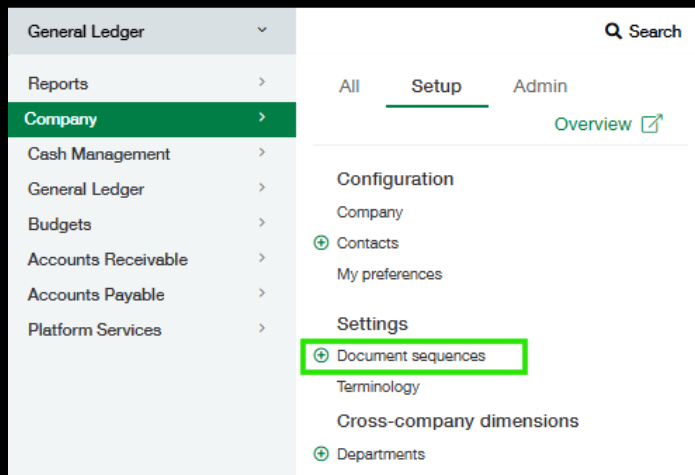 General Ledger
Search
Reports
Company
Cash Management
General Ledger
Budgets
Accounts Receivable
Accounts Payable
Platform Services
All Setup Admin
Overview
Configuration
Company
Contacts
My preferences
Settings
Document sequences
Terminology
Cross-company dimensions
Departments